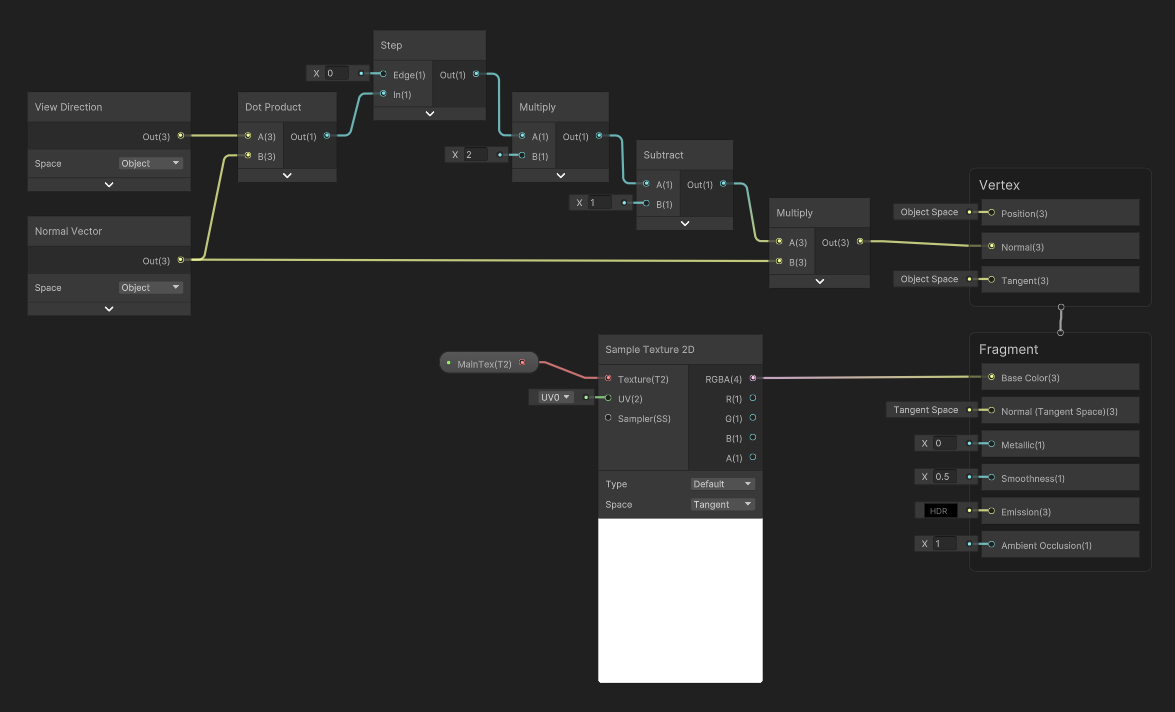 Step
X 0
Edge(1)
Out(1)
In(1)
View Direction
Out(3)
Space
Object
Dot Product
A(3)
Out(1)
B(3)
Multiply
A(1)
Out(1)
X 2
B(1)
Subtract
A(1)
Out(1)
X 1
B(1)
Normal Vector
Out(3)
Space
Object
Multiply
A(3)
Out(3)
B(3)
Vertex
Object Space
Position(3)
Normal(3)
Object Space
Tangent(3)
MainTex(T2)
Sample Texture 2D
Texture(T2)
RGBA(4)
UV0
UV(2)
R(1)
Sampler(SS)
G(1)
B(1)
A(1)
Type
Default
Space
Tangent
Fragment
Base Color(3)
Tangent Space
Normal (Tangent Space)(3)
X 0
Metallic(1)
X 0.5
Smoothness(1)
HDR
Emission(3)
X 1
Ambient Occlusion(1)